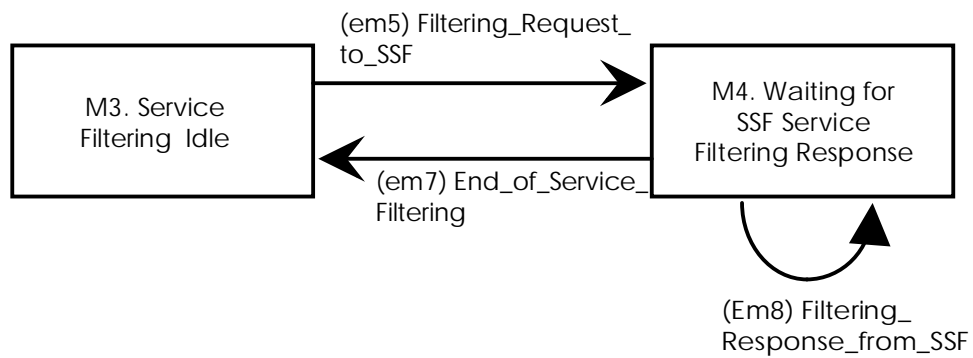 (em5) Filtering_Request_
to_SSF
M3. Service
Filtering Idle
M4. Waiting for
SSF Service
Filtering Response
(em7) End_of_Service_
Filtering
(Em8) Filtering_
Response_from_SSF